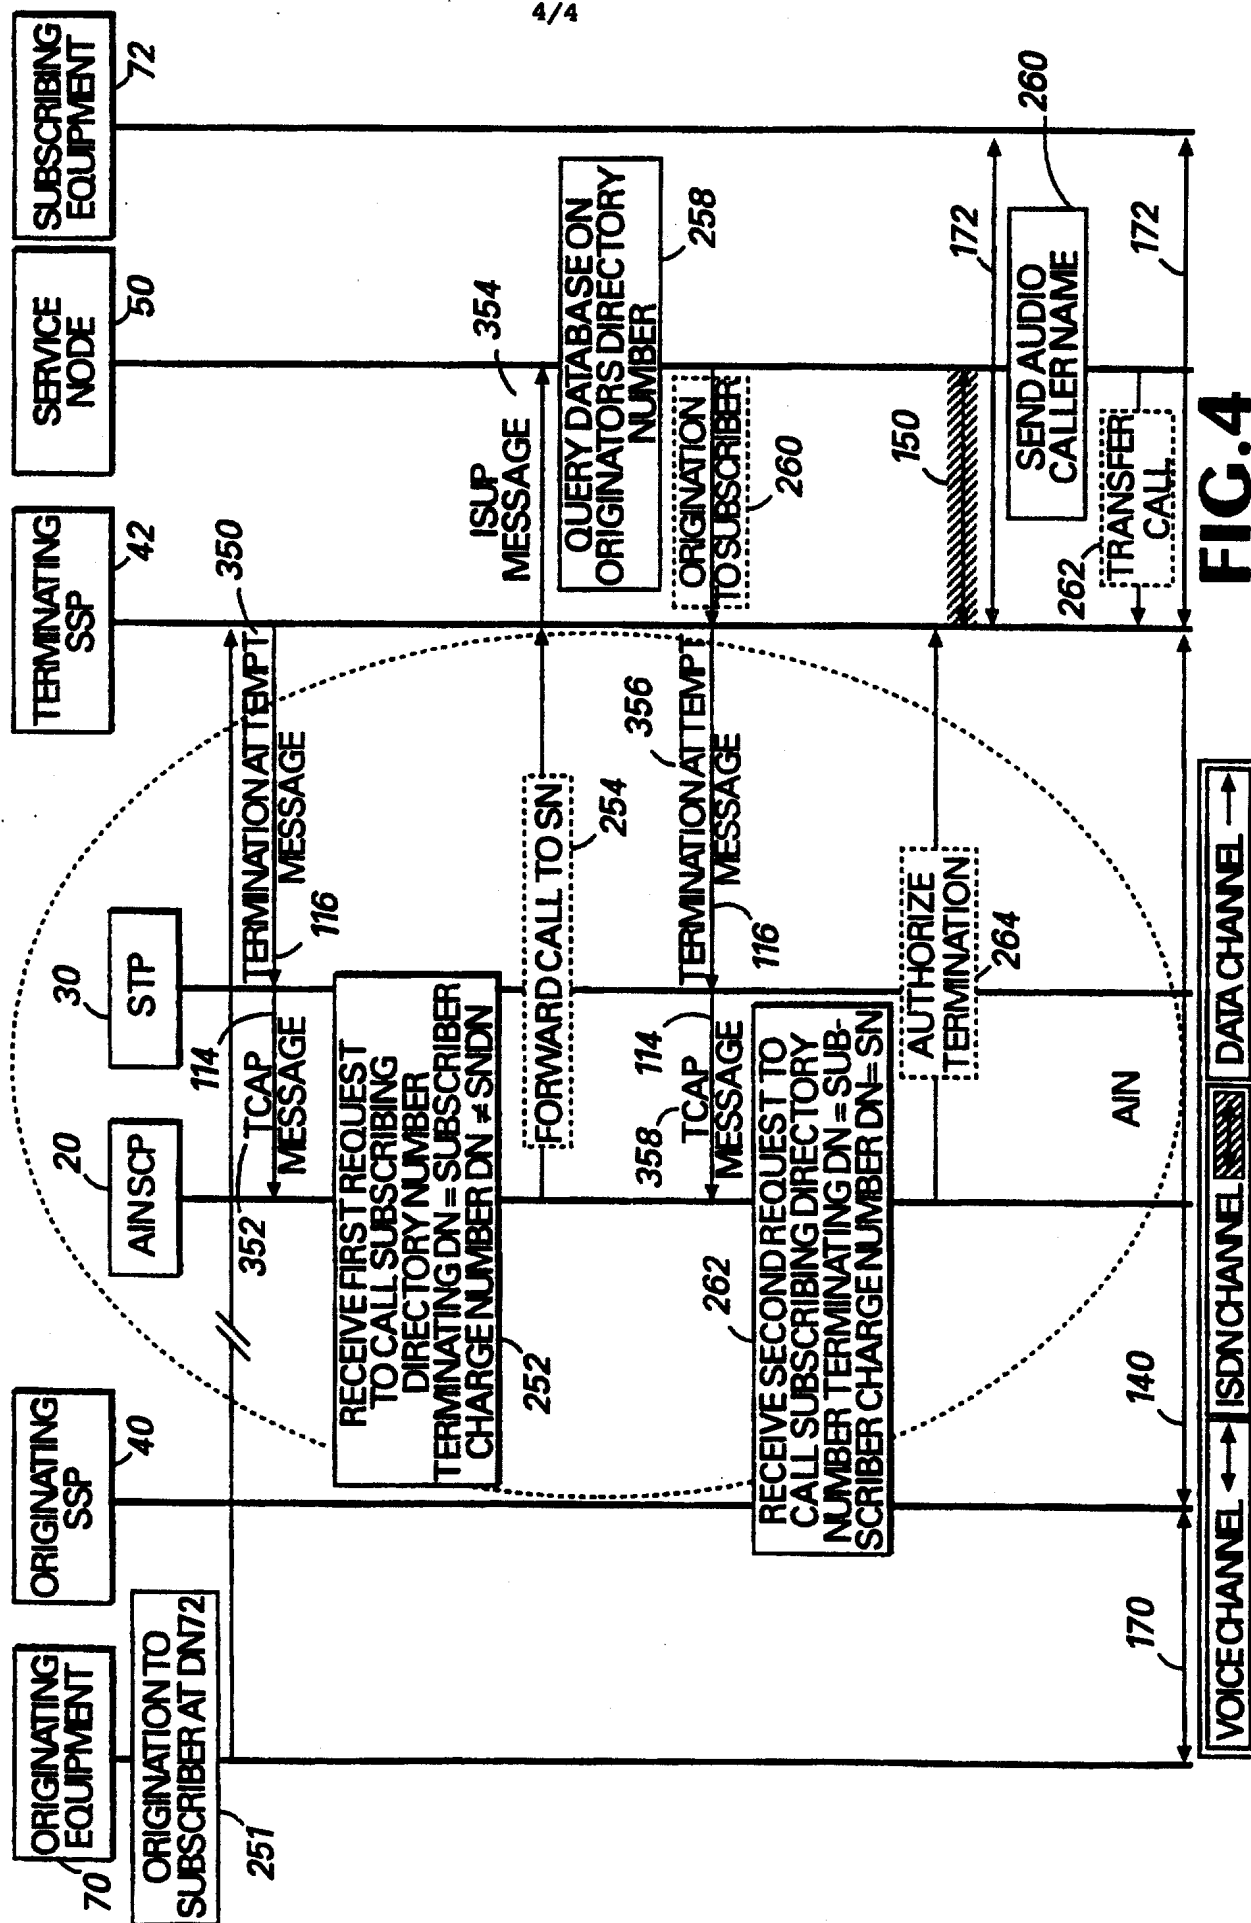 4/4
ORIGINATING
EQUIPMENT
70
ORIGINATING
SSP
40
AIN SCP
20
STP
30
TERMINATING
SSP
42
SERVICE
NODE
50
SUBSCRIBING
EQUIPMENT
72
ORIGINATION TO
SUBSCRIBER AT DN72
251
352
TCAP
MESSAGE
114
TERMINATION ATTEMPT
MESSAGE
116
350
RECEIVE FIRST REQUEST
TO CALL SUBSCRIBING
DIRECTORY NUMBER
TERMINATING DN = SUBSCRIBER
CHARGE NUMBER DN ≠ SNDN
252
FORWARD CALL TO SN
254
ISUP
MESSAGE
354
QUERY DATABASE ON
ORIGINATORS DIRECTORY
NUMBER
258
ORIGINATION
TO SUBSCRIBER
260
358
TCAP
MESSAGE
114
TERMINATION ATTEMPT
MESSAGE
116
356
262
RECEIVE SECOND REQUEST TO
CALL SUBSCRIBING DIRECTORY
NUMBER TERMINATING DN = SUB-
SCRIBER CHARGE NUMBER DN = SN
AUTHORIZE
TERMINATION
264
150
172
SEND AUDIO
CALLER NAME
260
262
TRANSFER
CALL
AIN
170
140
172
VOICE CHANNEL
ISDN CHANNEL
DATA CHANNEL
FIG.4